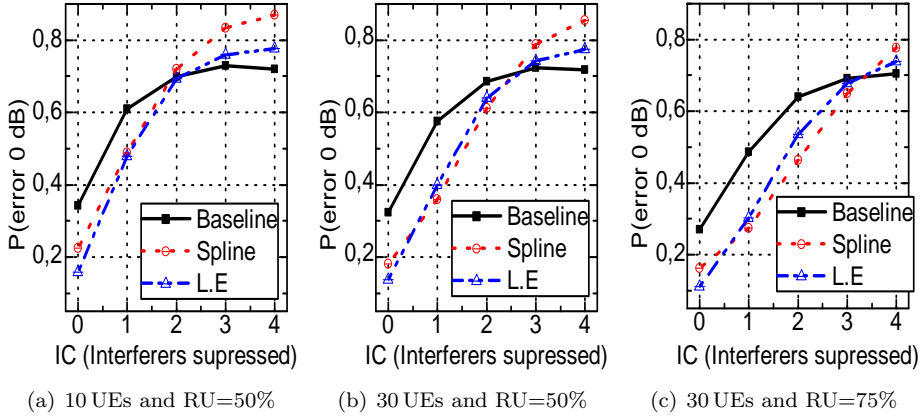 P(error 0 dB)
0,8
0,6
0,4
0,2
Baseline
Spline
L.E
0 1 2 3 4
IC (Interferers supressed)
(a) 10 UEs and RU=50%
P(error 0 dB)
0,8
0,6
0,4
0,2
Baseline
Spline
L.E
0 1 2 3 4
IC (Interferers supressed)
(b) 30 UEs and RU=50%
P(error 0 dB)
0,8
0,6
0,4
0,2
Baseline
Spline
L.E
0 1 2 3 4
IC (Interferers supressed)
(c) 30 UEs and RU=75%